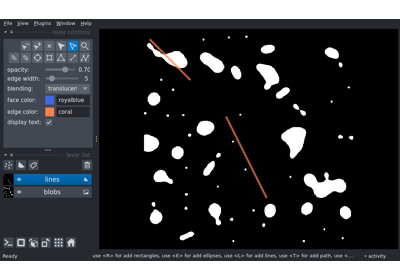 File View Plugins Window Help
layer controls
opacity: 0.70
edge width: 5
blending: translucen
face color: royalblue
edge color: coral
display text:
layer list
lines
blobs
Ready use <R> for add rectangles, use <E> for add ellipses, use <L> for add lines, use <T> for add path, use <... activity